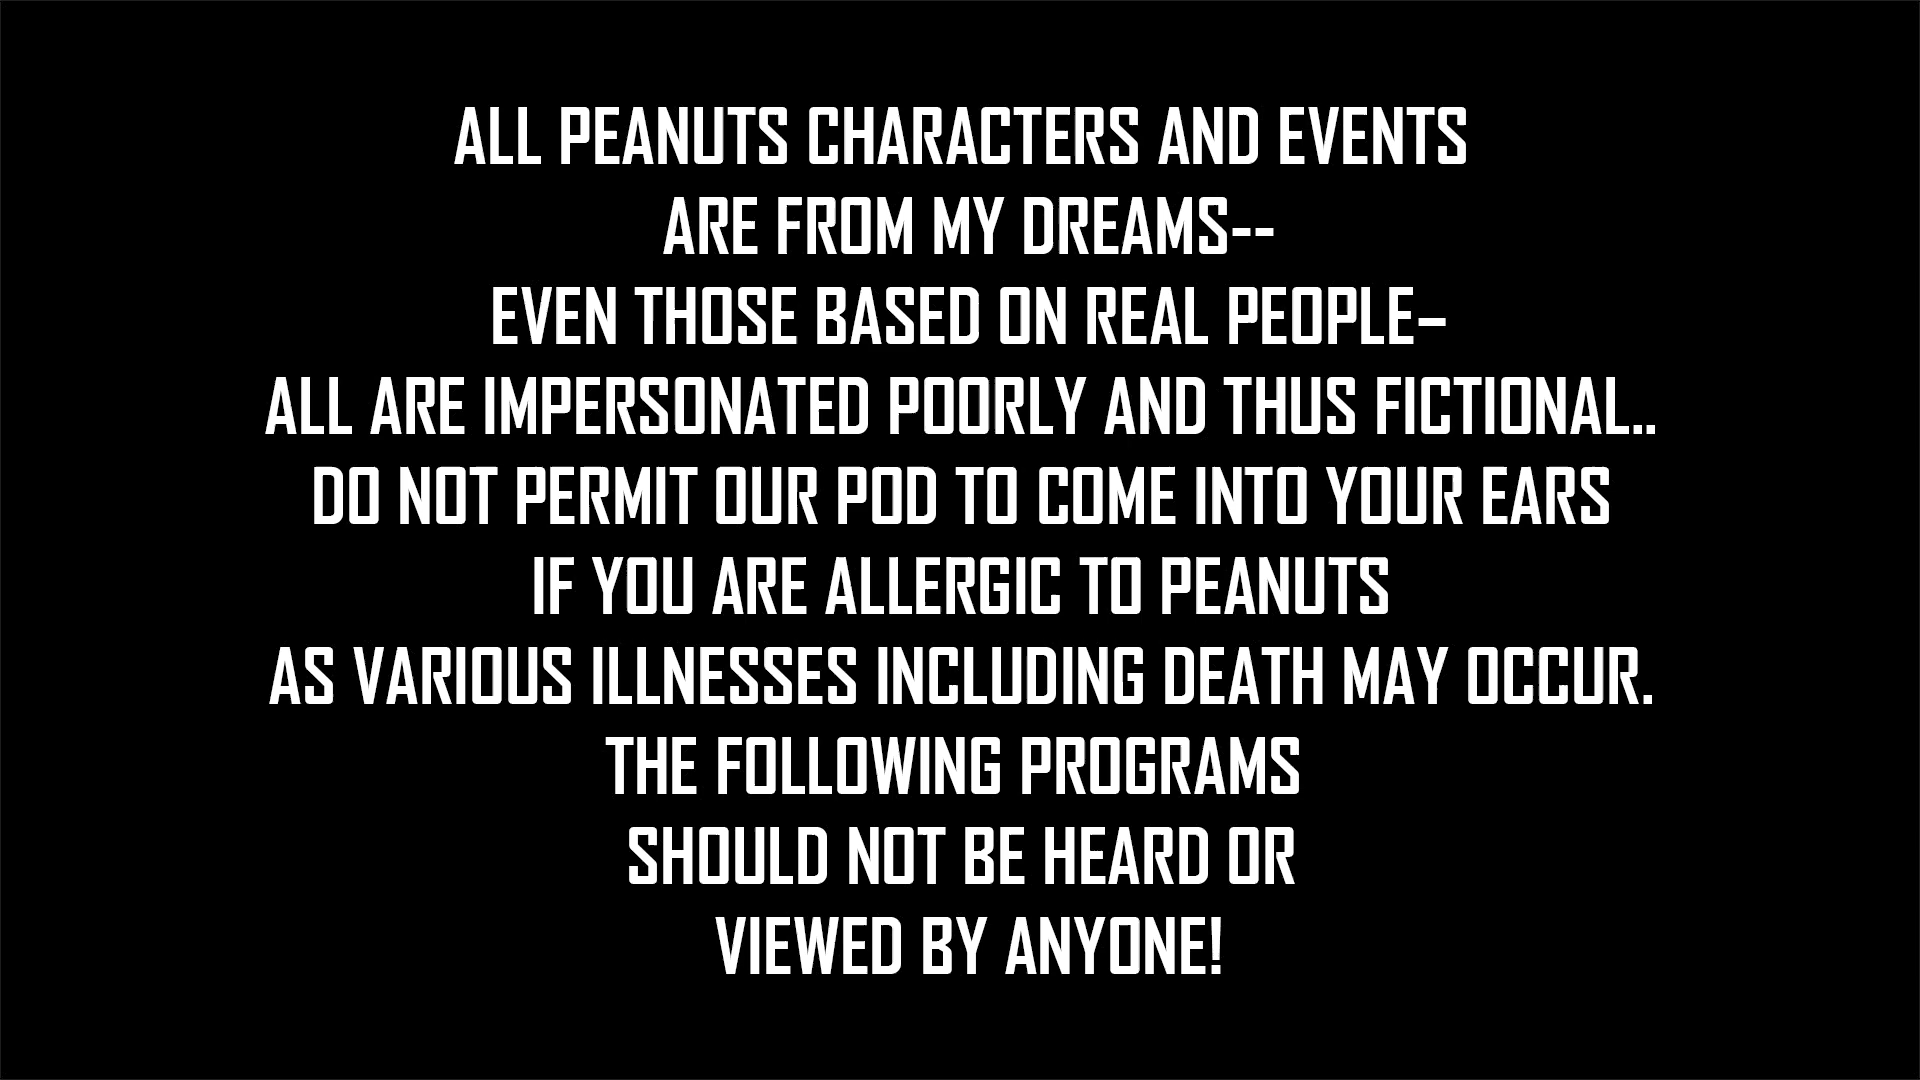 ALL PEANUTS CHARACTERS AND EVENTS
ARE FROM MY DREAMS--
EVEN THOSE BASED ON REAL PEOPLE–
ALL ARE IMPERSONATED POORLY AND THUS FICTIONAL..
DO NOT PERMIT OUR POD TO COME INTO YOUR EARS
IF YOU ARE ALLERGIC TO PEANUTS
AS VARIOUS ILLNESSES INCLUDING DEATH MAY OCCUR.
THE FOLLOWING PROGRAMS
SHOULD NOT BE HEARD OR
VIEWED BY ANYONE!